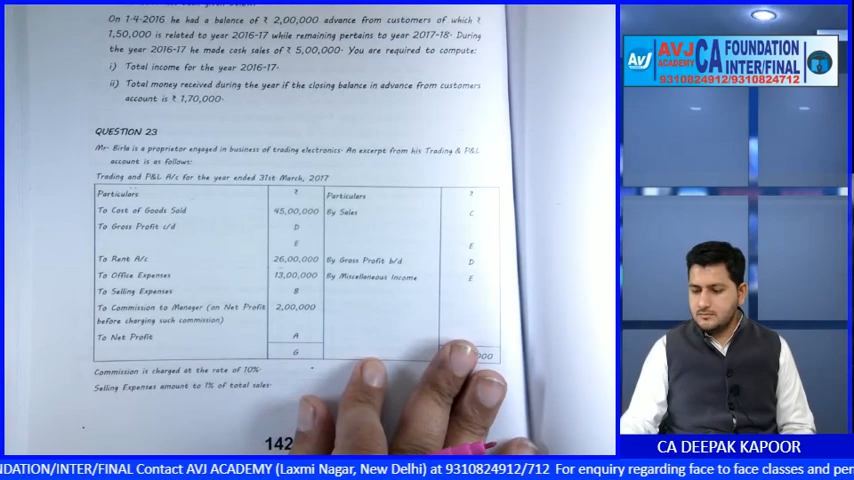 On 1-4-2016 he had a balance of ₹ 2,00,000 advance from customers of which ₹
1,50,000 is related to year 2016-17 while remaining pertains to year 2017-18. During
the year 2016-17 he made cash sales of ₹ 5,00,000. You are required to compute:
i) Total income for the year 2016-17.
ii) Total money received during the year if the closing balance in advance from customers
account is ₹ 1,70,000.
QUESTION 23
Mr. Birla is a proprietor engaged in business of trading electronics. An excerpt from his Trading & P&L
account is as follows:
Trading and P&L A/c for the year ended 31st March, 2017
Particulars ₹ Particulars ₹
To Cost of Goods Sold 45,00,000 By Sales C
To Gross Profit c/d D
E E
To Rent A/c 26,00,000 By Gross Profit b/d D
To Office Expenses 13,00,000 By Miscellaneous Income E
To Selling Expenses B
To Commission to Manager (on Net Profit 2,00,000
before charging such commission)
To Net Profit A
G 000
Commission is charged at the rate of 10%.
Selling Expenses amount to 1% of total sales.
142
AVJ
AVJ
ACADEMY
CA
FOUNDATION
INTER/FINAL
9310824912/9310824712
CA DEEPAK KAPOOR
NDATION/INTER/FINAL Contact AVJ ACADEMY (Laxmi Nagar, New Delhi) at 9310824912/712 For enquiry regarding face to face classes and pen